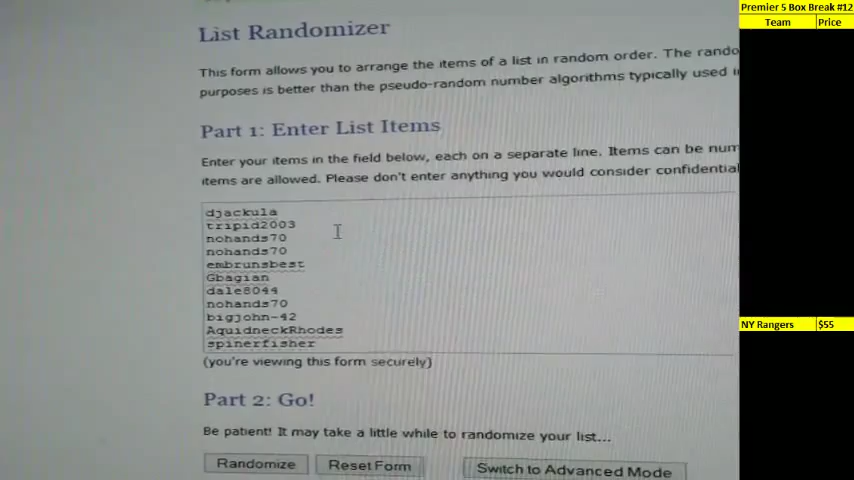 List Randomizer
This form allows you to arrange the items of a list in random order. The rando
purposes is better than the pseudo-random number algorithms typically used i
Part 1: Enter List Items
Enter your items in the field below, each on a separate line. Items can be num
items are allowed. Please don't enter anything you would consider confidential
djackula
tripid2003
nohands70
nohands70
embrunsbest
Gbagian
dale8044
nohands70
bigjohn-42
AquidneckRhodes
spinerfisher
(you're viewing this form securely)
Part 2: Go!
Be patient! It may take a little while to randomize your list...
Randomize Reset Form Switch to Advanced Mode
Premier 5 Box Break #12
Team Price
NY Rangers $55